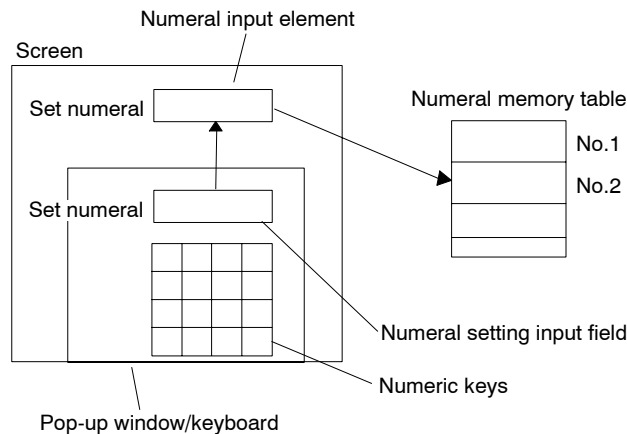 Numeral input element
Screen
Set numeral
Numeral memory table
No.1
No.2
Set numeral
Numeral setting input field
Numeric keys
Pop-up window/keyboard